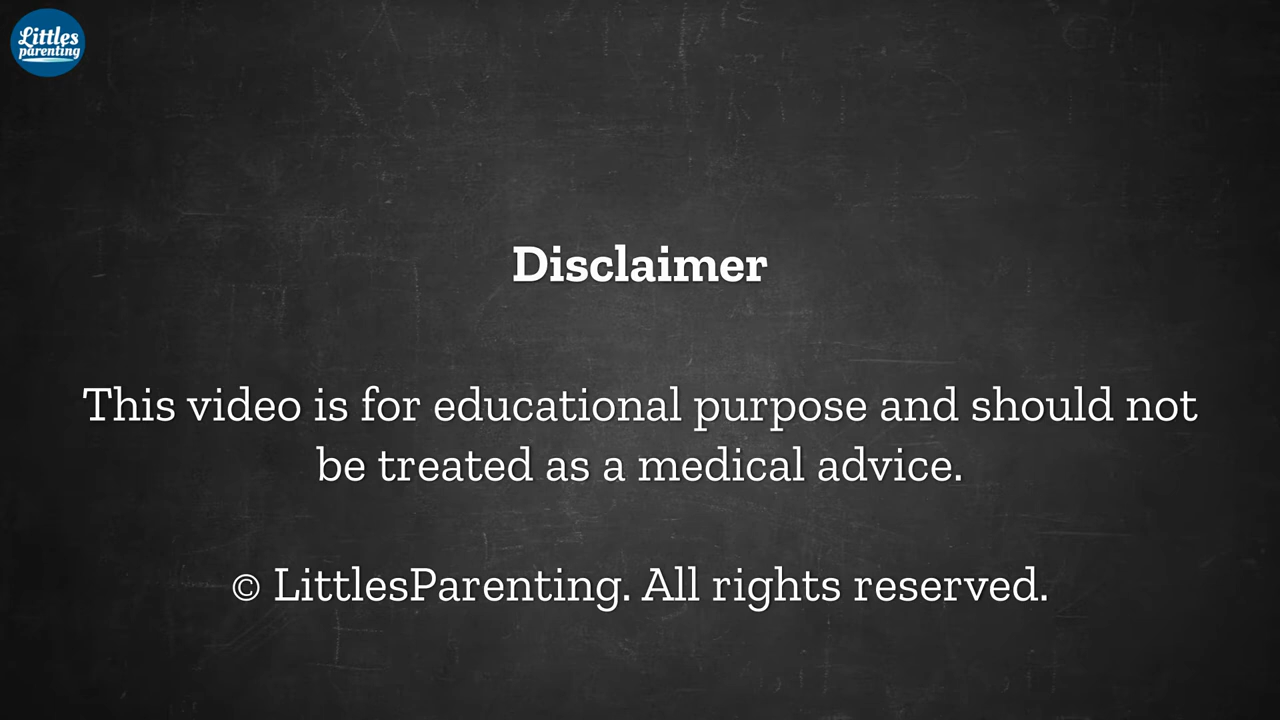 Littles
parenting
Disclaimer
This video is for educational purpose and should not
be treated as a medical advice.
© LittlesParenting. All rights reserved.